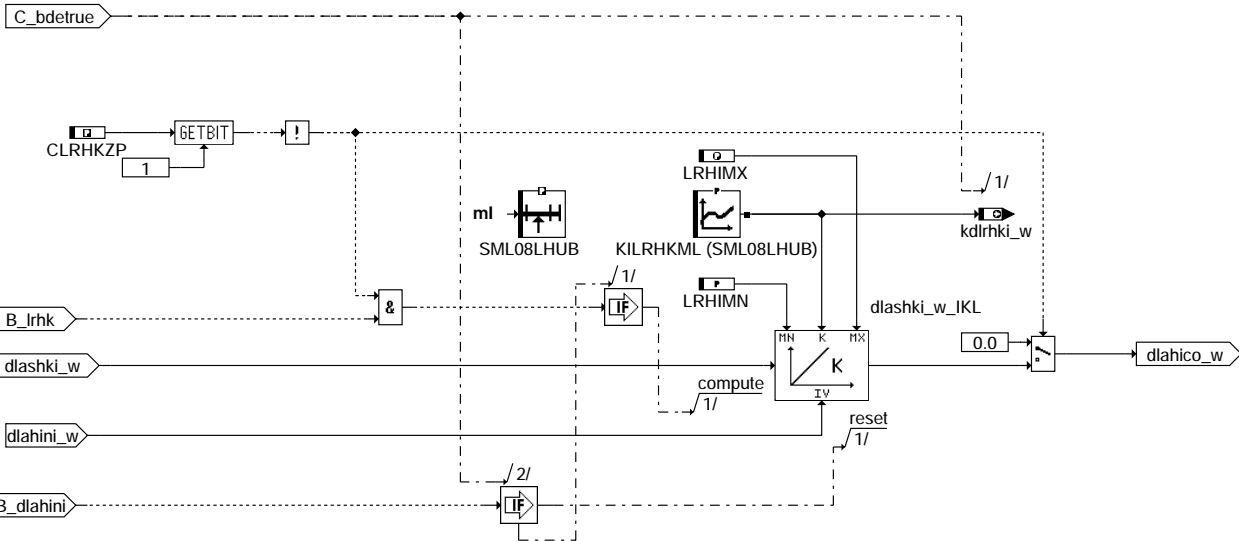 C_bdetrue
CLRHKZP
GETBIT
!
1
LRHIMX
1/
ml
SML08LHUB
KILRHKML (SML08LHUB)
kdlrhki_w
1/
LRHIMN
B_lrhk
&
IF
dlashki_w_IKL
MN K MX
K
IV
0.0
dlahico_w
dlashki_w
compute
1/
dlahini_w
reset
1/
2/
B_dlahini
IF